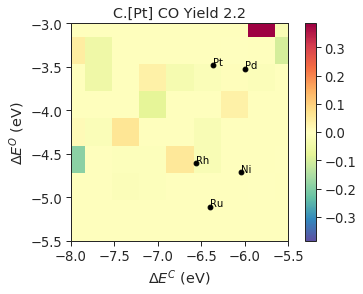 C.[Pt] CO Yield 2.2
−3.0
−3.5
−4.0
−4.5
−5.0
−5.5
ΔE^O (eV)
Pt
Pd
Rh
Ni
Ru
−8.0 −7.5 −7.0 −6.5 −6.0 −5.5
ΔE^C (eV)
0.3
0.2
0.1
0.0
−0.1
−0.2
−0.3